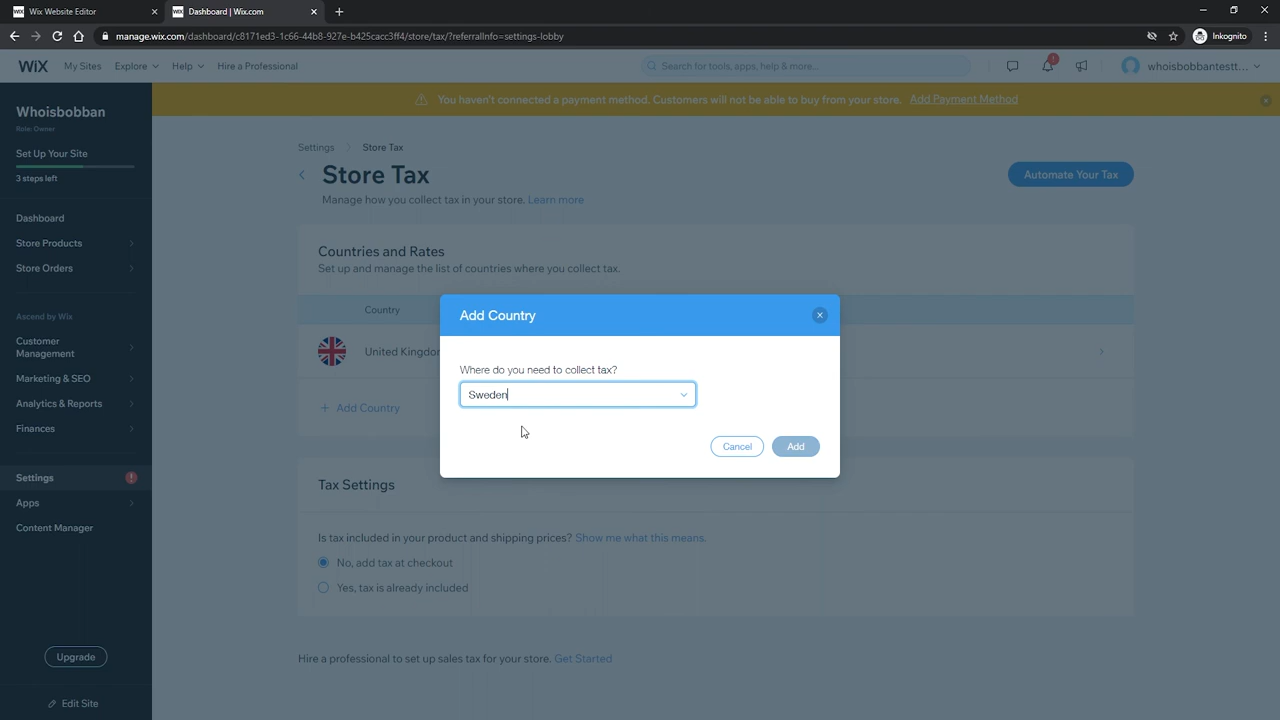 Wix Website Editor
Dashboard | Wix.com
manage.wix.com/dashboard/c8171ed3-1c66-44b8-927e-b425cacc3ff4/store/tax/?referralInfo=settings-lobby
Inkognito
WiX
My Sites
Explore
Help
Hire a Professional
Search for tools, apps, help & more...
whoisbobbantestt...
You haven't connected a payment method. Customers will not be able to buy from your store. Add Payment Method
Whoisbobban
Role: Owner
Set Up Your Site
3 steps left
Dashboard
Store Products
Store Orders
Ascend by Wix
Customer
Management
Marketing & SEO
Analytics & Reports
Finances
Settings
Apps
Content Manager
Upgrade
Edit Site
Settings
Store Tax
Store Tax
Automate Your Tax
Manage how you collect tax in your store. Learn more
Countries and Rates
Set up and manage the list of countries where you collect tax.
Country
United Kingdo
Add Country
Add Country
Where do you need to collect tax?
Sweden
Cancel
Add
Tax Settings
Is tax included in your product and shipping prices? Show me what this means.
No, add tax at checkout
Yes, tax is already included
Hire a professional to set up sales tax for your store. Get Started